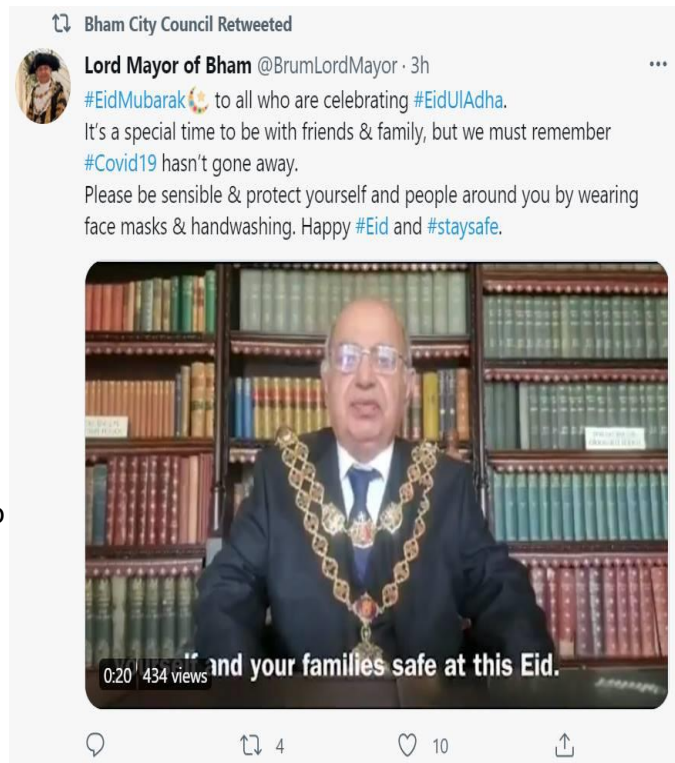 Bham City Council Retweeted
Lord Mayor of Bham @BrumLordMayor · 3h
#EidMubarak to all who are celebrating #EidUlAdha.
It's a special time to be with friends & family, but we must remember
#Covid19 hasn't gone away.
Please be sensible & protect yourself and people around you by wearing
face masks & handwashing. Happy #Eid and #staysafe.
yourself and your families safe at this Eid.
0:20 434 views
4 10